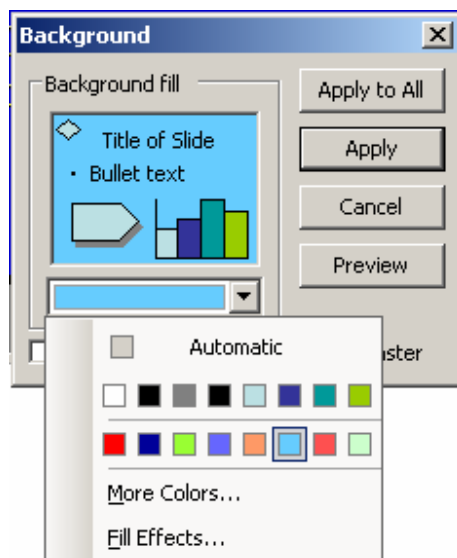 Background
Background fill
Apply to All
Title of Slide
Apply
• Bullet text
Cancel
Preview
Automatic
aster
More Colors...
Fill Effects...